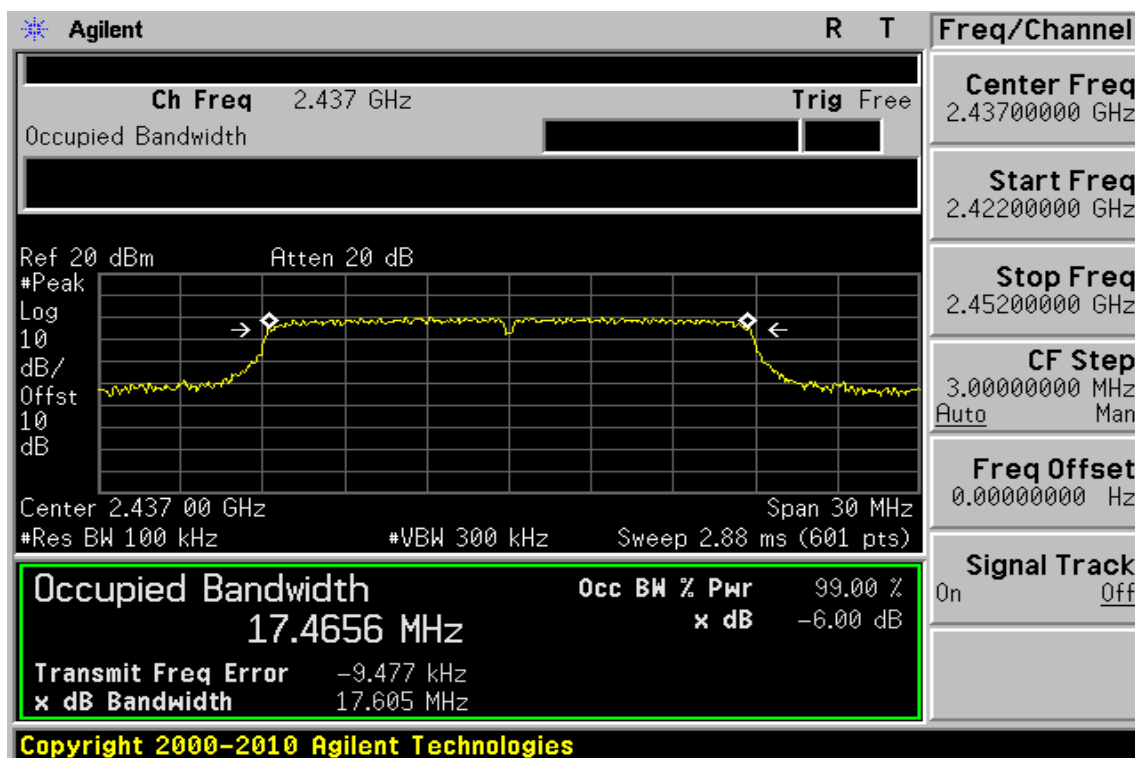 Agilent R T Freq/Channel
Ch Freq 2.437 GHz Trig Free
Occupied Bandwidth
Center Freq
2.43700000 GHz
Start Freq
2.42200000 GHz
Stop Freq
2.45200000 GHz
CF Step
3.00000000 MHz
Auto Man
Freq Offset
0.00000000 Hz
Signal Track
On Off
Ref 20 dBm Atten 20 dB
#Peak
Log
10
dB/
Offst
10
dB
Center 2.437 00 GHz Span 30 MHz
#Res BW 100 kHz #VBW 300 kHz Sweep 2.88 ms (601 pts)
Occupied Bandwidth Occ BW % Pwr 99.00 %
17.4656 MHz x dB -6.00 dB
Transmit Freq Error -9.477 kHz
x dB Bandwidth 17.605 MHz
Copyright 2000-2010 Agilent Technologies